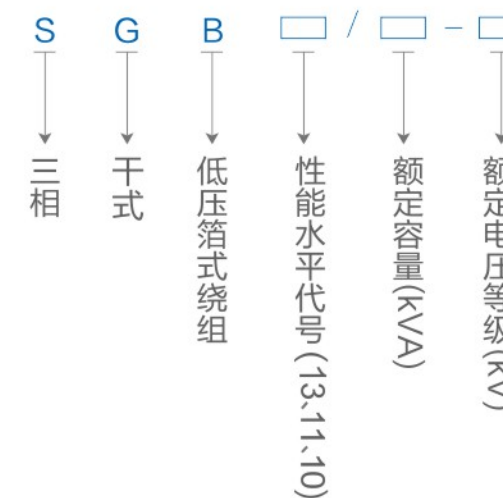 S G B □ / □ - □
三相
干式
低压箔式绕组
性能水平代号(13、11、10)
额定容量(kVA)
额定电压等级(kV)